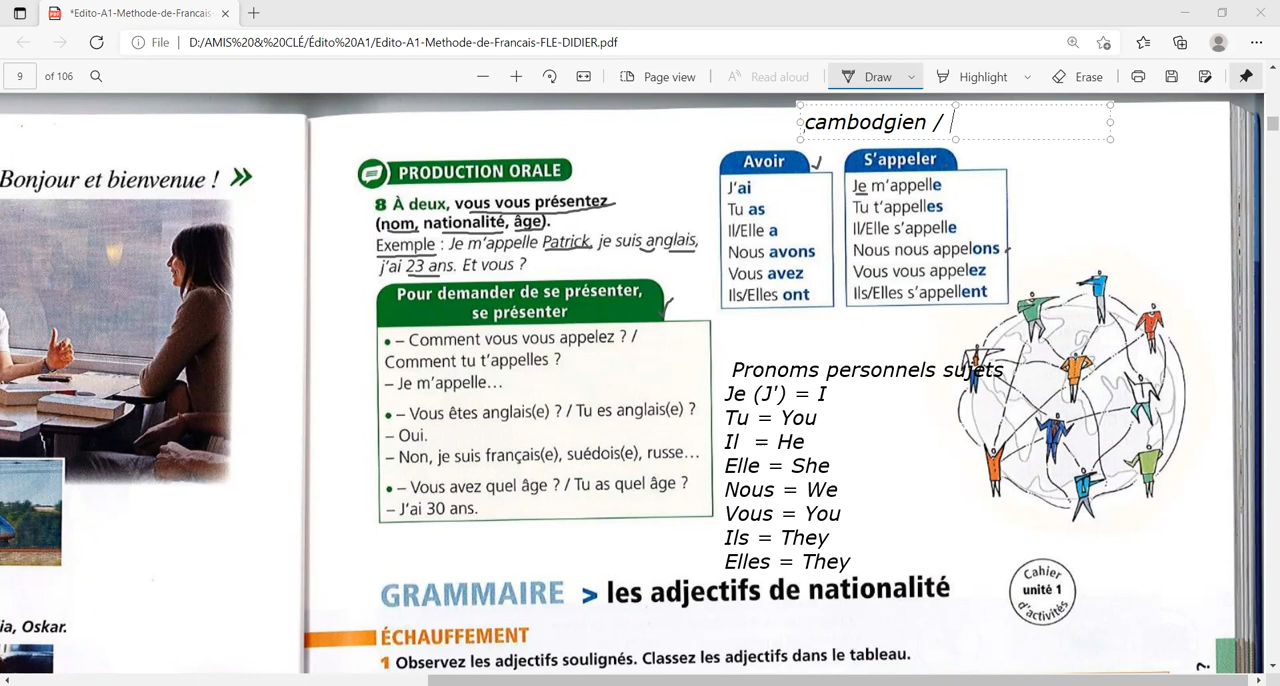 *Edito-A1-Methode-de-Francais-
File D:/AMIS%20&%20CLÉ/Édito%20A1/Edito-A1-Methode-de-Francais-FLE-DIDIER.pdf
9 of 106 Page view Read aloud Draw Highlight Erase
cambodgien /
Bonjour et bienvenue ! »
ia, Oskar.
PRODUCTION ORALE
8 À deux, vous vous présentez
(nom, nationalité, âge).
Exemple : Je m'appelle Patrick, je suis anglais,
j'ai 23 ans. Et vous ?
Pour demander de se présenter,
se présenter
• – Comment vous vous appelez ? /
Comment tu t'appelles ?
– Je m'appelle...
• – Vous êtes anglais(e) ? / Tu es anglais(e) ?
– Oui.
– Non, je suis français(e), suédois(e), russe...
• – Vous avez quel âge ? / Tu as quel âge ?
– J'ai 30 ans.
Avoir
J'ai
Tu as
Il/Elle a
Nous avons
Vous avez
Ils/Elles ont
S'appeler
Je m'appelle
Tu t'appelles
Il/Elle s'appelle
Nous nous appelons
Vous vous appelez
Ils/Elles s'appellent
Pronoms personnels sujets
Je (J') = I
Tu = You
Il = He
Elle = She
Nous = We
Vous = You
Ils = They
Elles = They
GRAMMAIRE > les adjectifs de nationalité
Cahier
unité 1
d'activités
ÉCHAUFFEMENT
1 Observez les adjectifs soulignés. Classez les adjectifs dans le tableau.